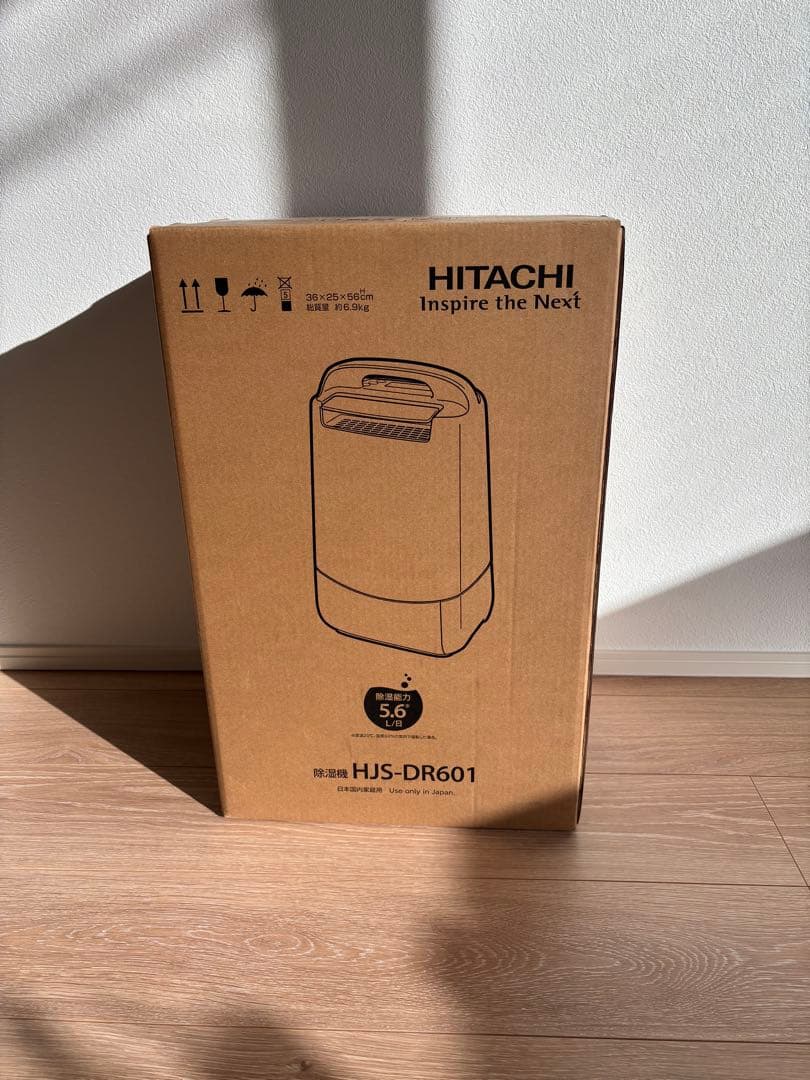 HITACHI
Inspire the Next
36×25×56cm
H
総質量 約6.9kg
5
除湿能力
5.6※
L/日
除湿機 HJS-DR601
日本国内家庭用 Use only in Japan.